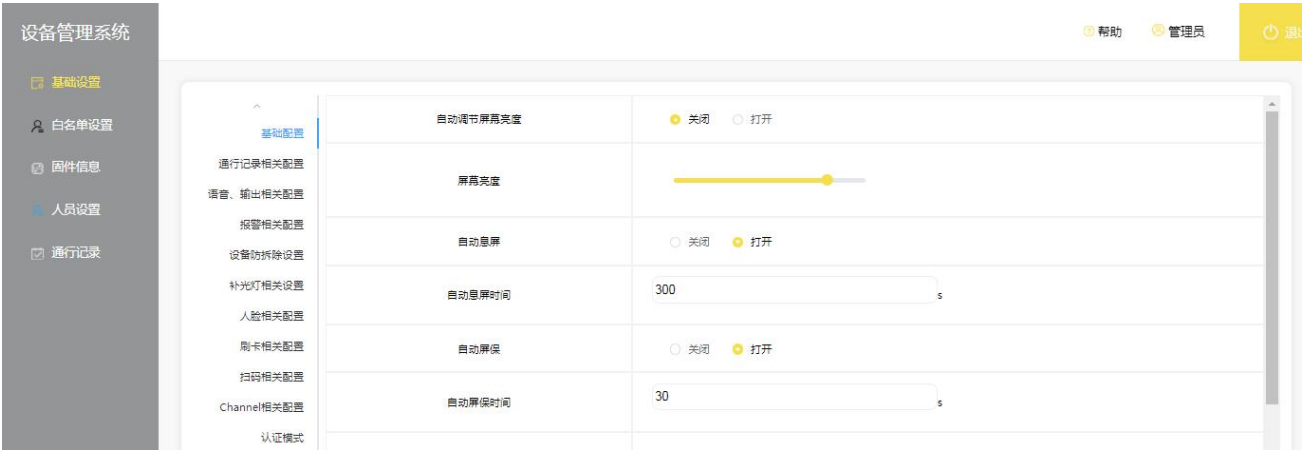 设备管理系统
帮助
管理员
基础设置
白名单设置
固件信息
人员设置
通行记录
基础配置
通行记录相关配置
语音、输出相关配置
报警相关配置
设备防拆除设置
补光灯相关设置
人脸相关配置
刷卡相关配置
扫码相关配置
Channel相关配置
认证模式
自动调节屏幕亮度 关闭 打开
屏幕亮度
自动息屏 关闭 打开
自动息屏时间 300 s
自动屏保 关闭 打开
自动屏保时间 30 s